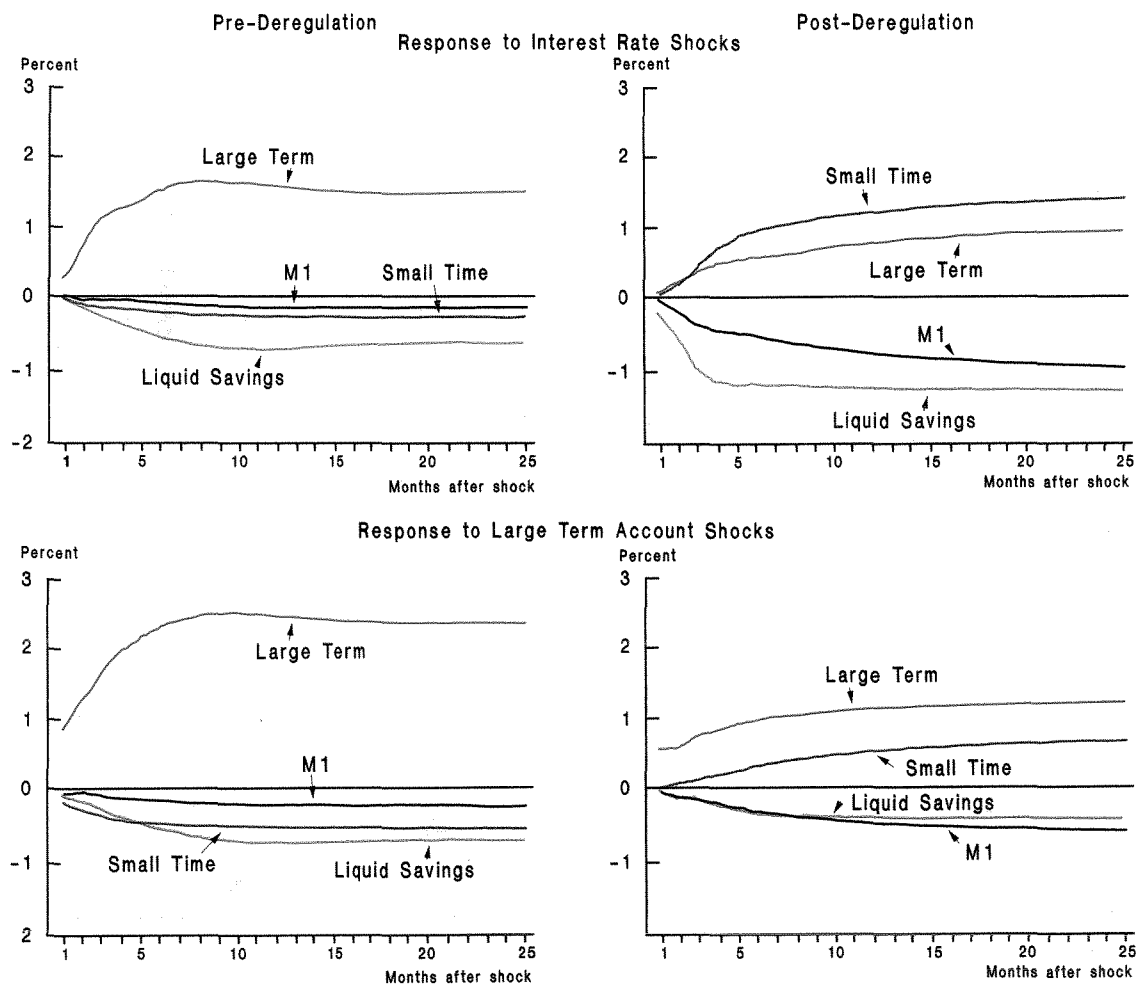 Pre-Deregulation
Post-Deregulation
Response to Interest Rate Shocks
Percent
3
2
1
0
-1
-2
Large Term
M1
Small Time
Liquid Savings
1 5 10 15 20 25
Months after shock
Percent
3
2
1
0
-1
Small Time
Large Term
M1
Liquid Savings
1 5 10 15 20 25
Months after shock
Response to Large Term Account Shocks
Percent
3
2
1
0
-1
2
Large Term
M1
Small Time
Liquid Savings
1 5 10 15 20 25
Months after shock
Percent
3
2
1
0
-1
Large Term
Small Time
Liquid Savings
M1
1 5 10 15 20 25
Months after shock